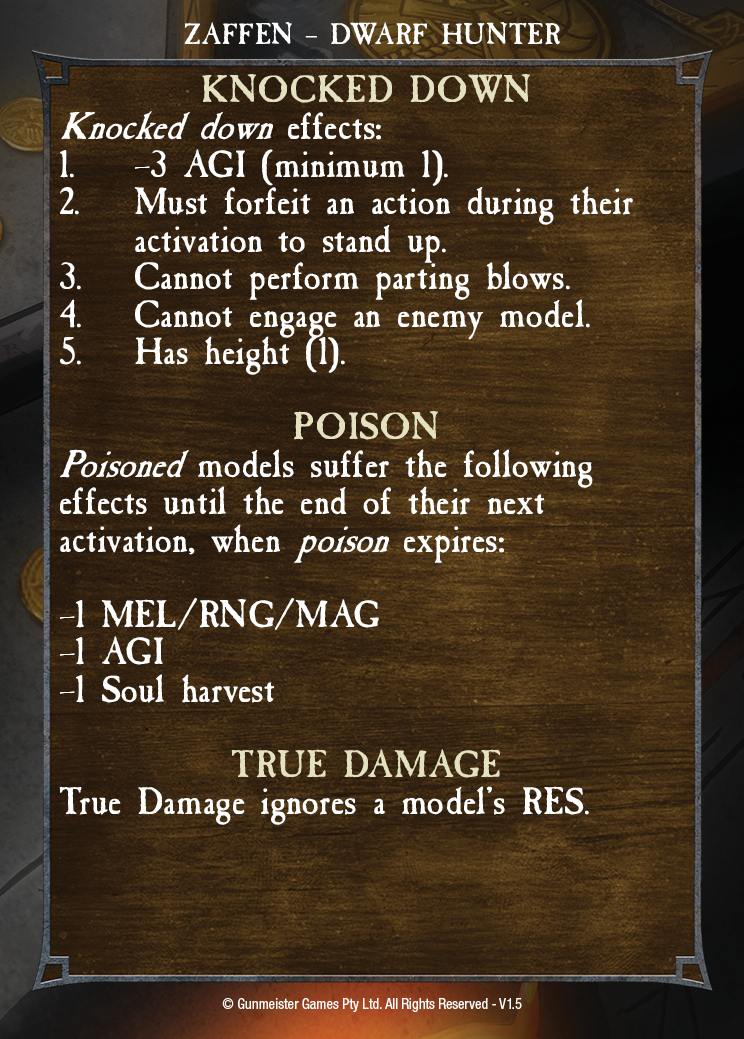 ZAFFEN – DWARF HUNTER
KNOCKED DOWN
Knocked down effects:
1. –3 AGI (minimum 1).
2. Must forfeit an action during their
activation to stand up.
3. Cannot perform parting blows.
4. Cannot engage an enemy model.
5. Has height (1).
POISON
Poisoned models suffer the following
effects until the end of their next
activation, when poison expires:
–1 MEL/RNG/MAG
–1 AGI
–1 Soul harvest
TRUE DAMAGE
True Damage ignores a model's RES.
© Gunmeister Games Pty Ltd. All Rights Reserved - V1.5